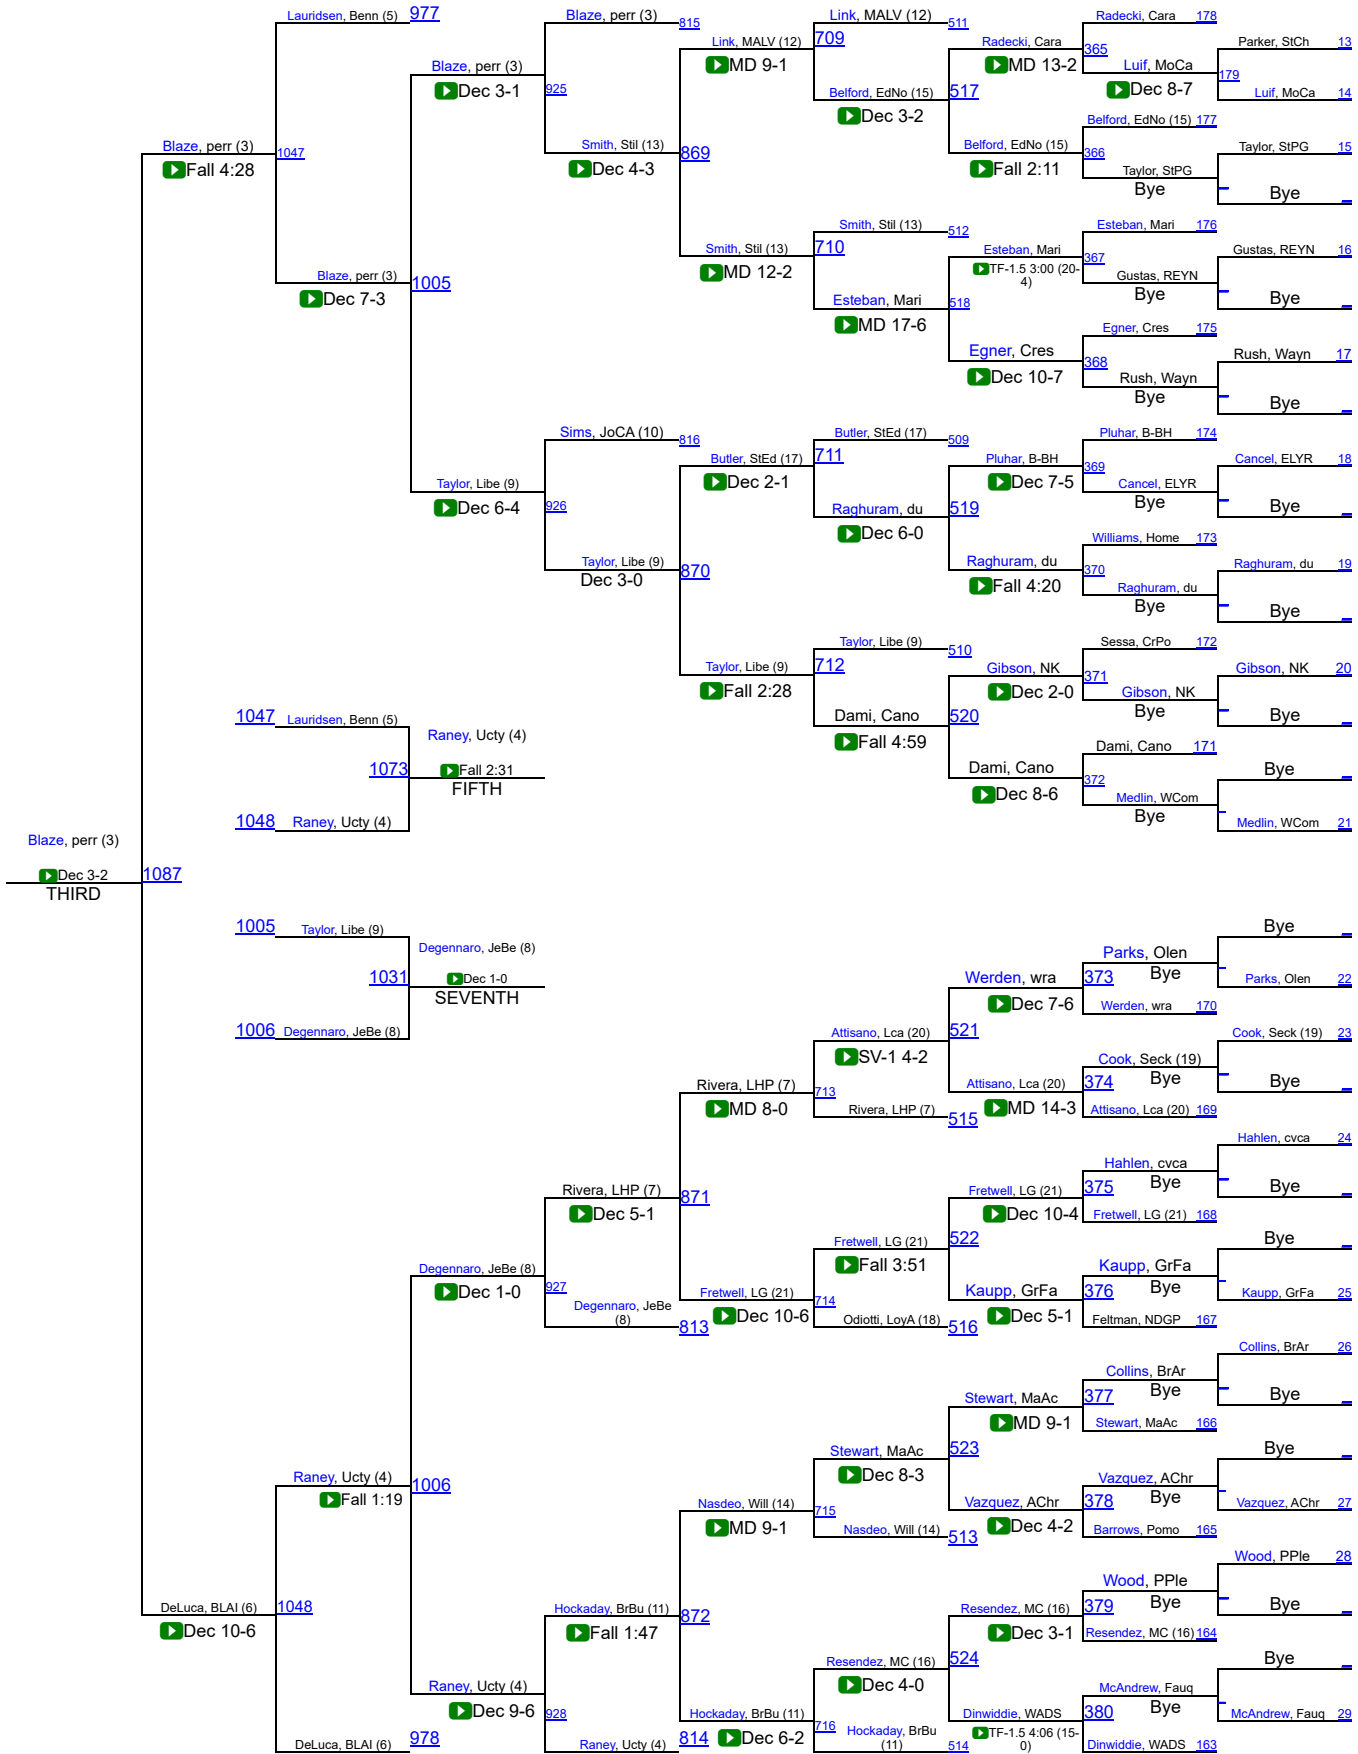 Lauridsen, Benn (5) 977
Blaze, perr (3) 815
Link, MALV (12) 511
Radecki, Cara 178
Parker, StCh 13
Link, MALV (12) 709
MD 9-1
Radecki, Cara 365
MD 13-2
Luif, MoCa 179
Dec 8-7
Luif, MoCa 14
Blaze, perr (3)
Dec 3-1
925
Belford, EdNo (15) 517
Dec 3-2
Belford, EdNo (15) 177
Blaze, perr (3) 1047
Fall 4:28
Smith, Stil (13) 869
Dec 4-3
Belford, EdNo (15) 366
Fall 2:11
Taylor, StPG 15
Taylor, StPG
Bye
Bye
Smith, Stil (13) 512
Esteban, Mari 176
Smith, Stil (13) 710
MD 12-2
Esteban, Mari 367
TF-1.5 3:00 (20-
4)
Gustas, REYN 16
Gustas, REYN
Bye
Bye
Blaze, perr (3) 1005
Dec 7-3
Esteban, Mari 518
MD 17-6
Egner, Cres 175
Egner, Cres 368
Dec 10-7
Rush, Wayn 17
Rush, Wayn
Bye
Bye
Sims, JoCA (10) 816
Butler, StEd (17) 509
Pluhar, B-BH 174
Butler, StEd (17) 711
Dec 2-1
Pluhar, B-BH 369
Dec 7-5
Cancel, ELYR 18
Cancel, ELYR
Bye
Bye
Taylor, Libe (9)
Dec 6-4
926
Raghuram, du 519
Dec 6-0
Williams, Home 173
Taylor, Libe (9) 870
Dec 3-0
Raghuram, du 370
Fall 4:20
Raghuram, du 19
Raghuram, du
Bye
Bye
Taylor, Libe (9) 510
Sessa, CrPo 172
Taylor, Libe (9) 712
Fall 2:28
Gibson, NK 371
Dec 2-0
Gibson, NK 20
Gibson, NK
Bye
Bye
1047 Lauridsen, Benn (5)
Raney, Ucty (4)
Dami, Cano 520
Fall 4:59
Dami, Cano 171
1073
Fall 2:31
FIFTH
Dami, Cano 372
Dec 8-6
Bye
Medlin, WCom
Bye
1048 Raney, Ucty (4)
Medlin, WCom 21
Blaze, perr (3)
Dec 3-2
THIRD
1087
1005 Taylor, Libe (9)
Degennaro, JeBe (8)
Bye
1031
Dec 1-0
SEVENTH
Parks, Olen
373 Bye
Parks, Olen 22
Werden, wra
Dec 7-6
Werden, wra 170
1006 Degennaro, JeBe (8)
Attisano, Lca (20) 521
SV-1 4-2
Cook, Seck (19) 23
Cook, Seck (19)
374 Bye
Bye
Rivera, LHP (7)
MD 8-0
713
Attisano, Lca (20)
MD 14-3
Rivera, LHP (7) 515
Attisano, Lca (20) 169
Hahlen, cvca 24
Hahlen, cvca
375 Bye
Bye
Rivera, LHP (7) 871
Dec 5-1
Fretwell, LG (21)
Dec 10-4
Fretwell, LG (21) 168
Fretwell, LG (21) 522
Fall 3:51
Bye
Degennaro, JeBe (8)
Dec 1-0
927
Kaupp, GrFa
376 Bye
Kaupp, GrFa 25
Degennaro, JeBe
(8) 813
Fretwell, LG (21) 714
Dec 10-6
Kaupp, GrFa
Dec 5-1
Odiotti, LoyA (18) 516
Feltman, NDGP 167
Collins, BrAr 26
Collins, BrAr
377 Bye
Bye
Stewart, MaAc
MD 9-1
Stewart, MaAc 166
Stewart, MaAc 523
Dec 8-3
Bye
Raney, Ucty (4) 1006
Fall 1:19
Vazquez, AChr
378 Bye
Vazquez, AChr 27
Nasdeo, Will (14) 715
MD 9-1
Vazquez, AChr
Dec 4-2
Nasdeo, Will (14) 513
Barrows, Pomo 165
Wood, PPle 28
Wood, PPle
379 Bye
Bye
DeLuca, BLAI (6) 1048
Dec 10-6
Hockaday, BrBu (11) 872
Fall 1:47
Resendez, MC (16)
Dec 3-1
Resendez, MC (16) 164
Resendez, MC (16) 524
Dec 4-0
Bye
Raney, Ucty (4)
Dec 9-6
928
McAndrew, Fauq
380 Bye
McAndrew, Fauq 29
Hockaday, BrBu (11) 716
Dec 6-2
Dinwiddie, WADS
TF-1.5 4:06 (15-
0)
Hockaday, BrBu
(11) 514
DeLuca, BLAI (6) 978
Raney, Ucty (4) 814
Dinwiddie, WADS 163